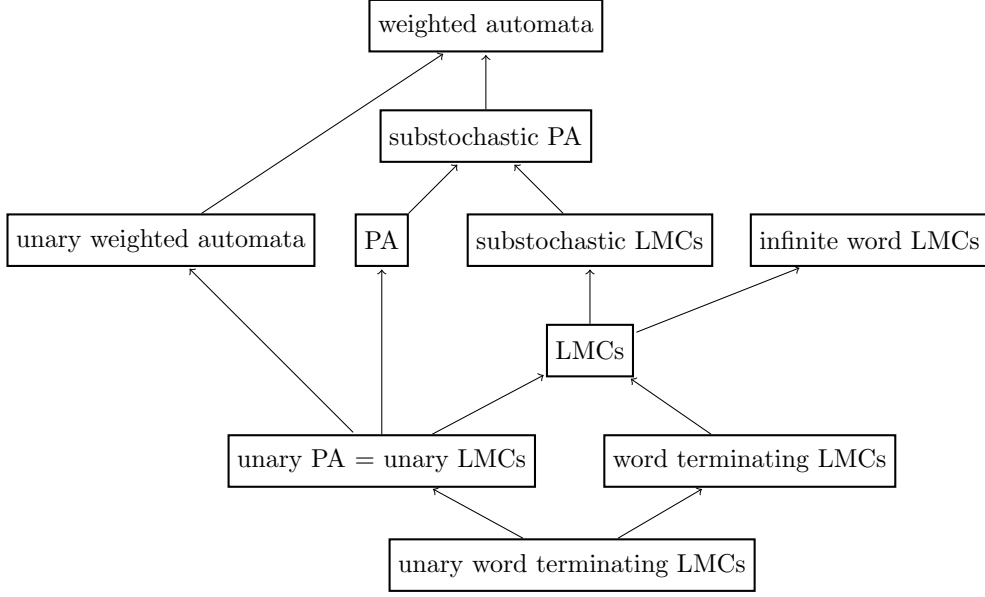 weighted automata
substochastic PA
unary weighted automata
PA
substochastic LMCs
infinite word LMCs
LMCs
unary PA = unary LMCs
word terminating LMCs
unary word terminating LMCs